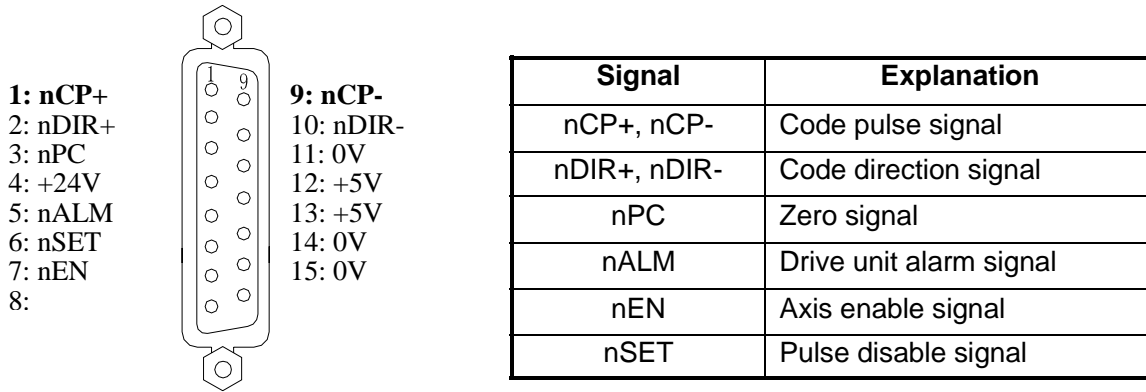 1 9
1: nCP+
2: nDIR+
3: nPC
4: +24V
5: nALM
6: nSET
7: nEN
8:
9: nCP-
10: nDIR-
11: 0V
12: +5V
13: +5V
14: 0V
15: 0V
Signal Explanation
nCP+, nCP- Code pulse signal
nDIR+, nDIR- Code direction signal
nPC Zero signal
nALM Drive unit alarm signal
nEN Axis enable signal
nSET Pulse disable signal